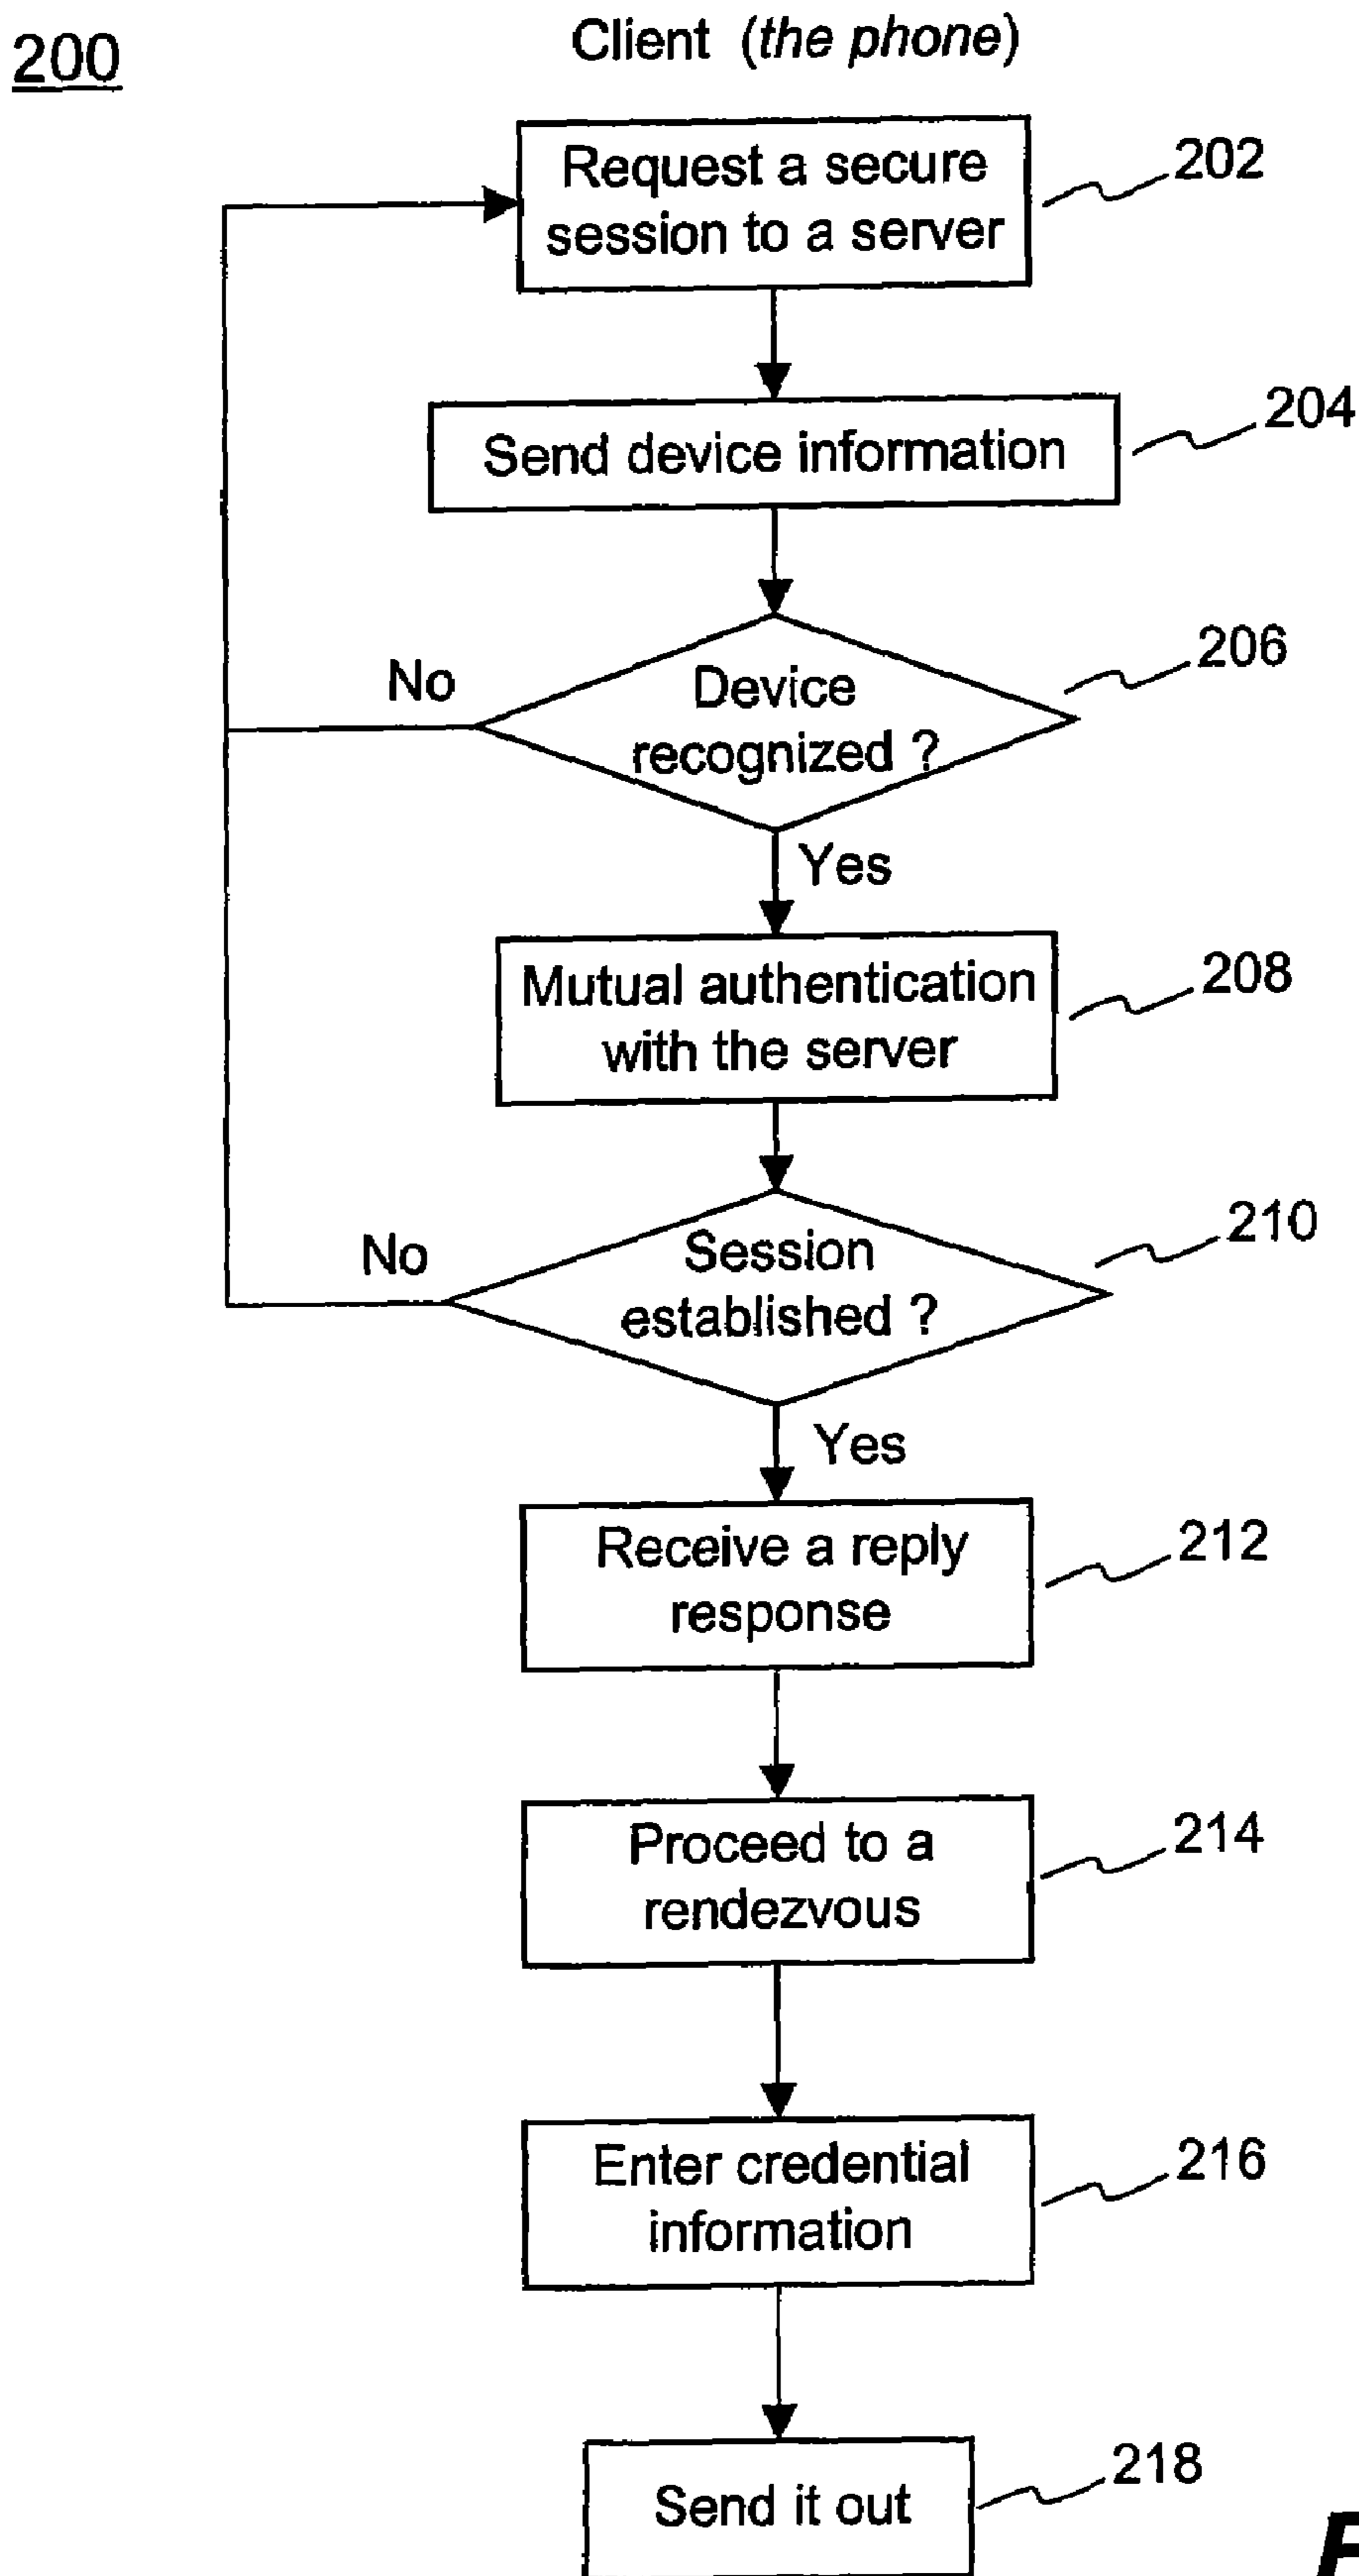 200
Client (the phone)
Request a secure
session to a server
202
Send device information
204
Device
recognized ?
206
No
Yes
Mutual authentication
with the server
208
Session
established ?
210
No
Yes
Receive a reply
response
212
Proceed to a
rendezvous
214
Enter credential
information
216
Send it out
218